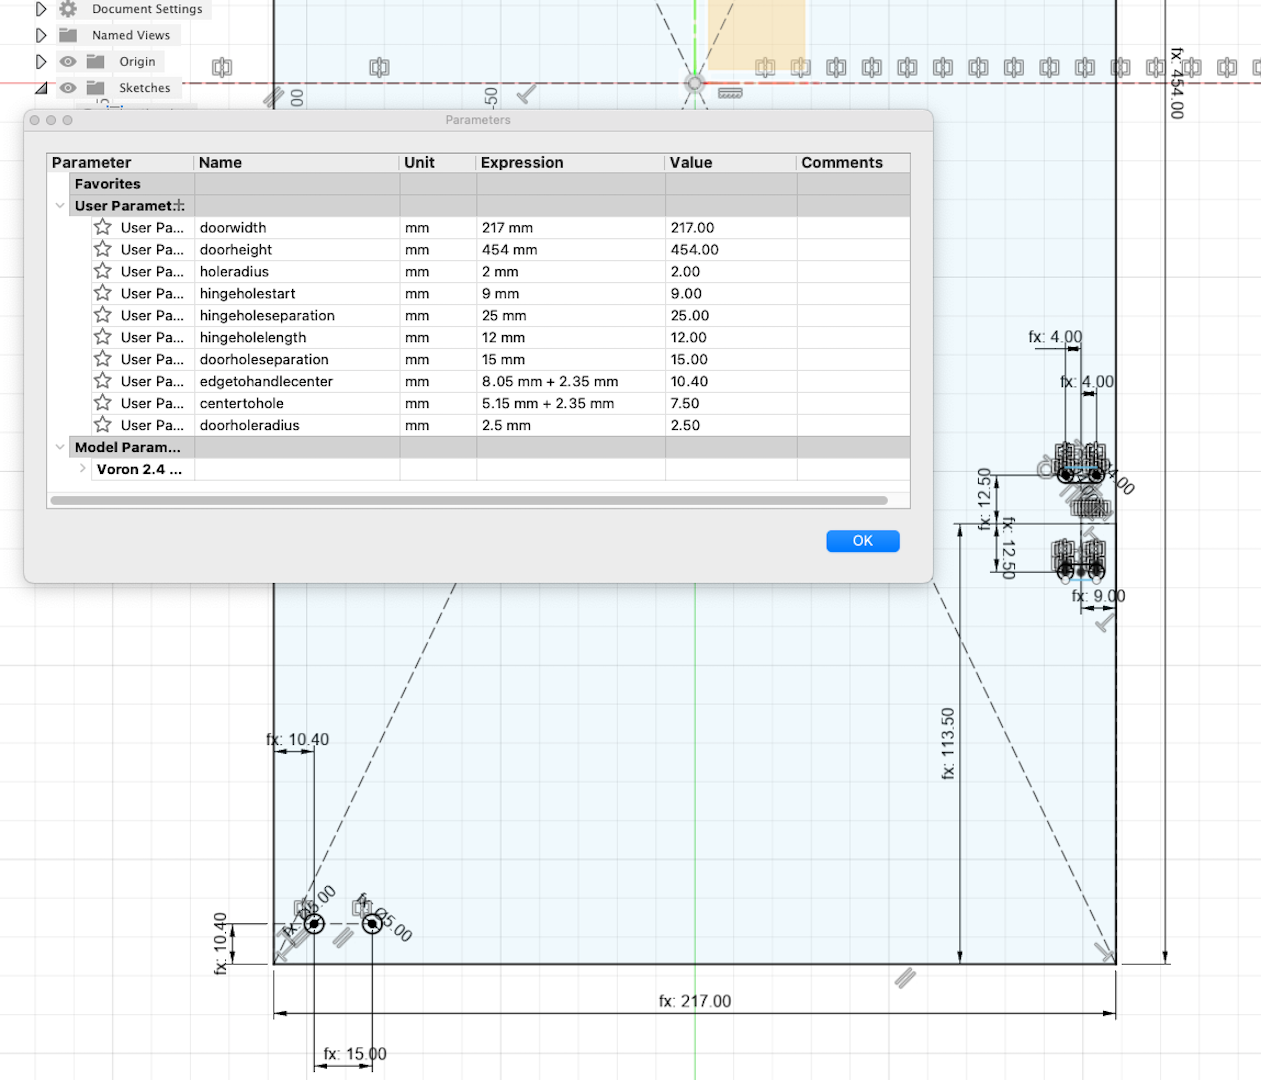 Document Settings
Named Views
Origin
Sketches
00
-50
fx: 454.00
Parameters
Parameter Name Unit Expression Value Comments
Favorites
User Paramet...
User Pa... doorwidth mm 217 mm 217.00
User Pa... doorheight mm 454 mm 454.00
User Pa... holeradius mm 2 mm 2.00
User Pa... hingeholestart mm 9 mm 9.00
User Pa... hingeholeseparation mm 25 mm 25.00
User Pa... hingeholelength mm 12 mm 12.00
User Pa... doorholeseparation mm 15 mm 15.00
User Pa... edgetohandlecenter mm 8.05 mm + 2.35 mm 10.40
User Pa... centertohole mm 5.15 mm + 2.35 mm 7.50
User Pa... doorholeradius mm 2.5 mm 2.50
Model Param...
Voron 2.4 ...
OK
fx: 4.00
fx: 4.00
fx: 12.50
fx: 12.50
fx: 9.00
fx: 113.50
fx: 10.40
fx: 10.40
fx: Ø5.00
fx: Ø5.00
fx: 217.00
fx: 15.00